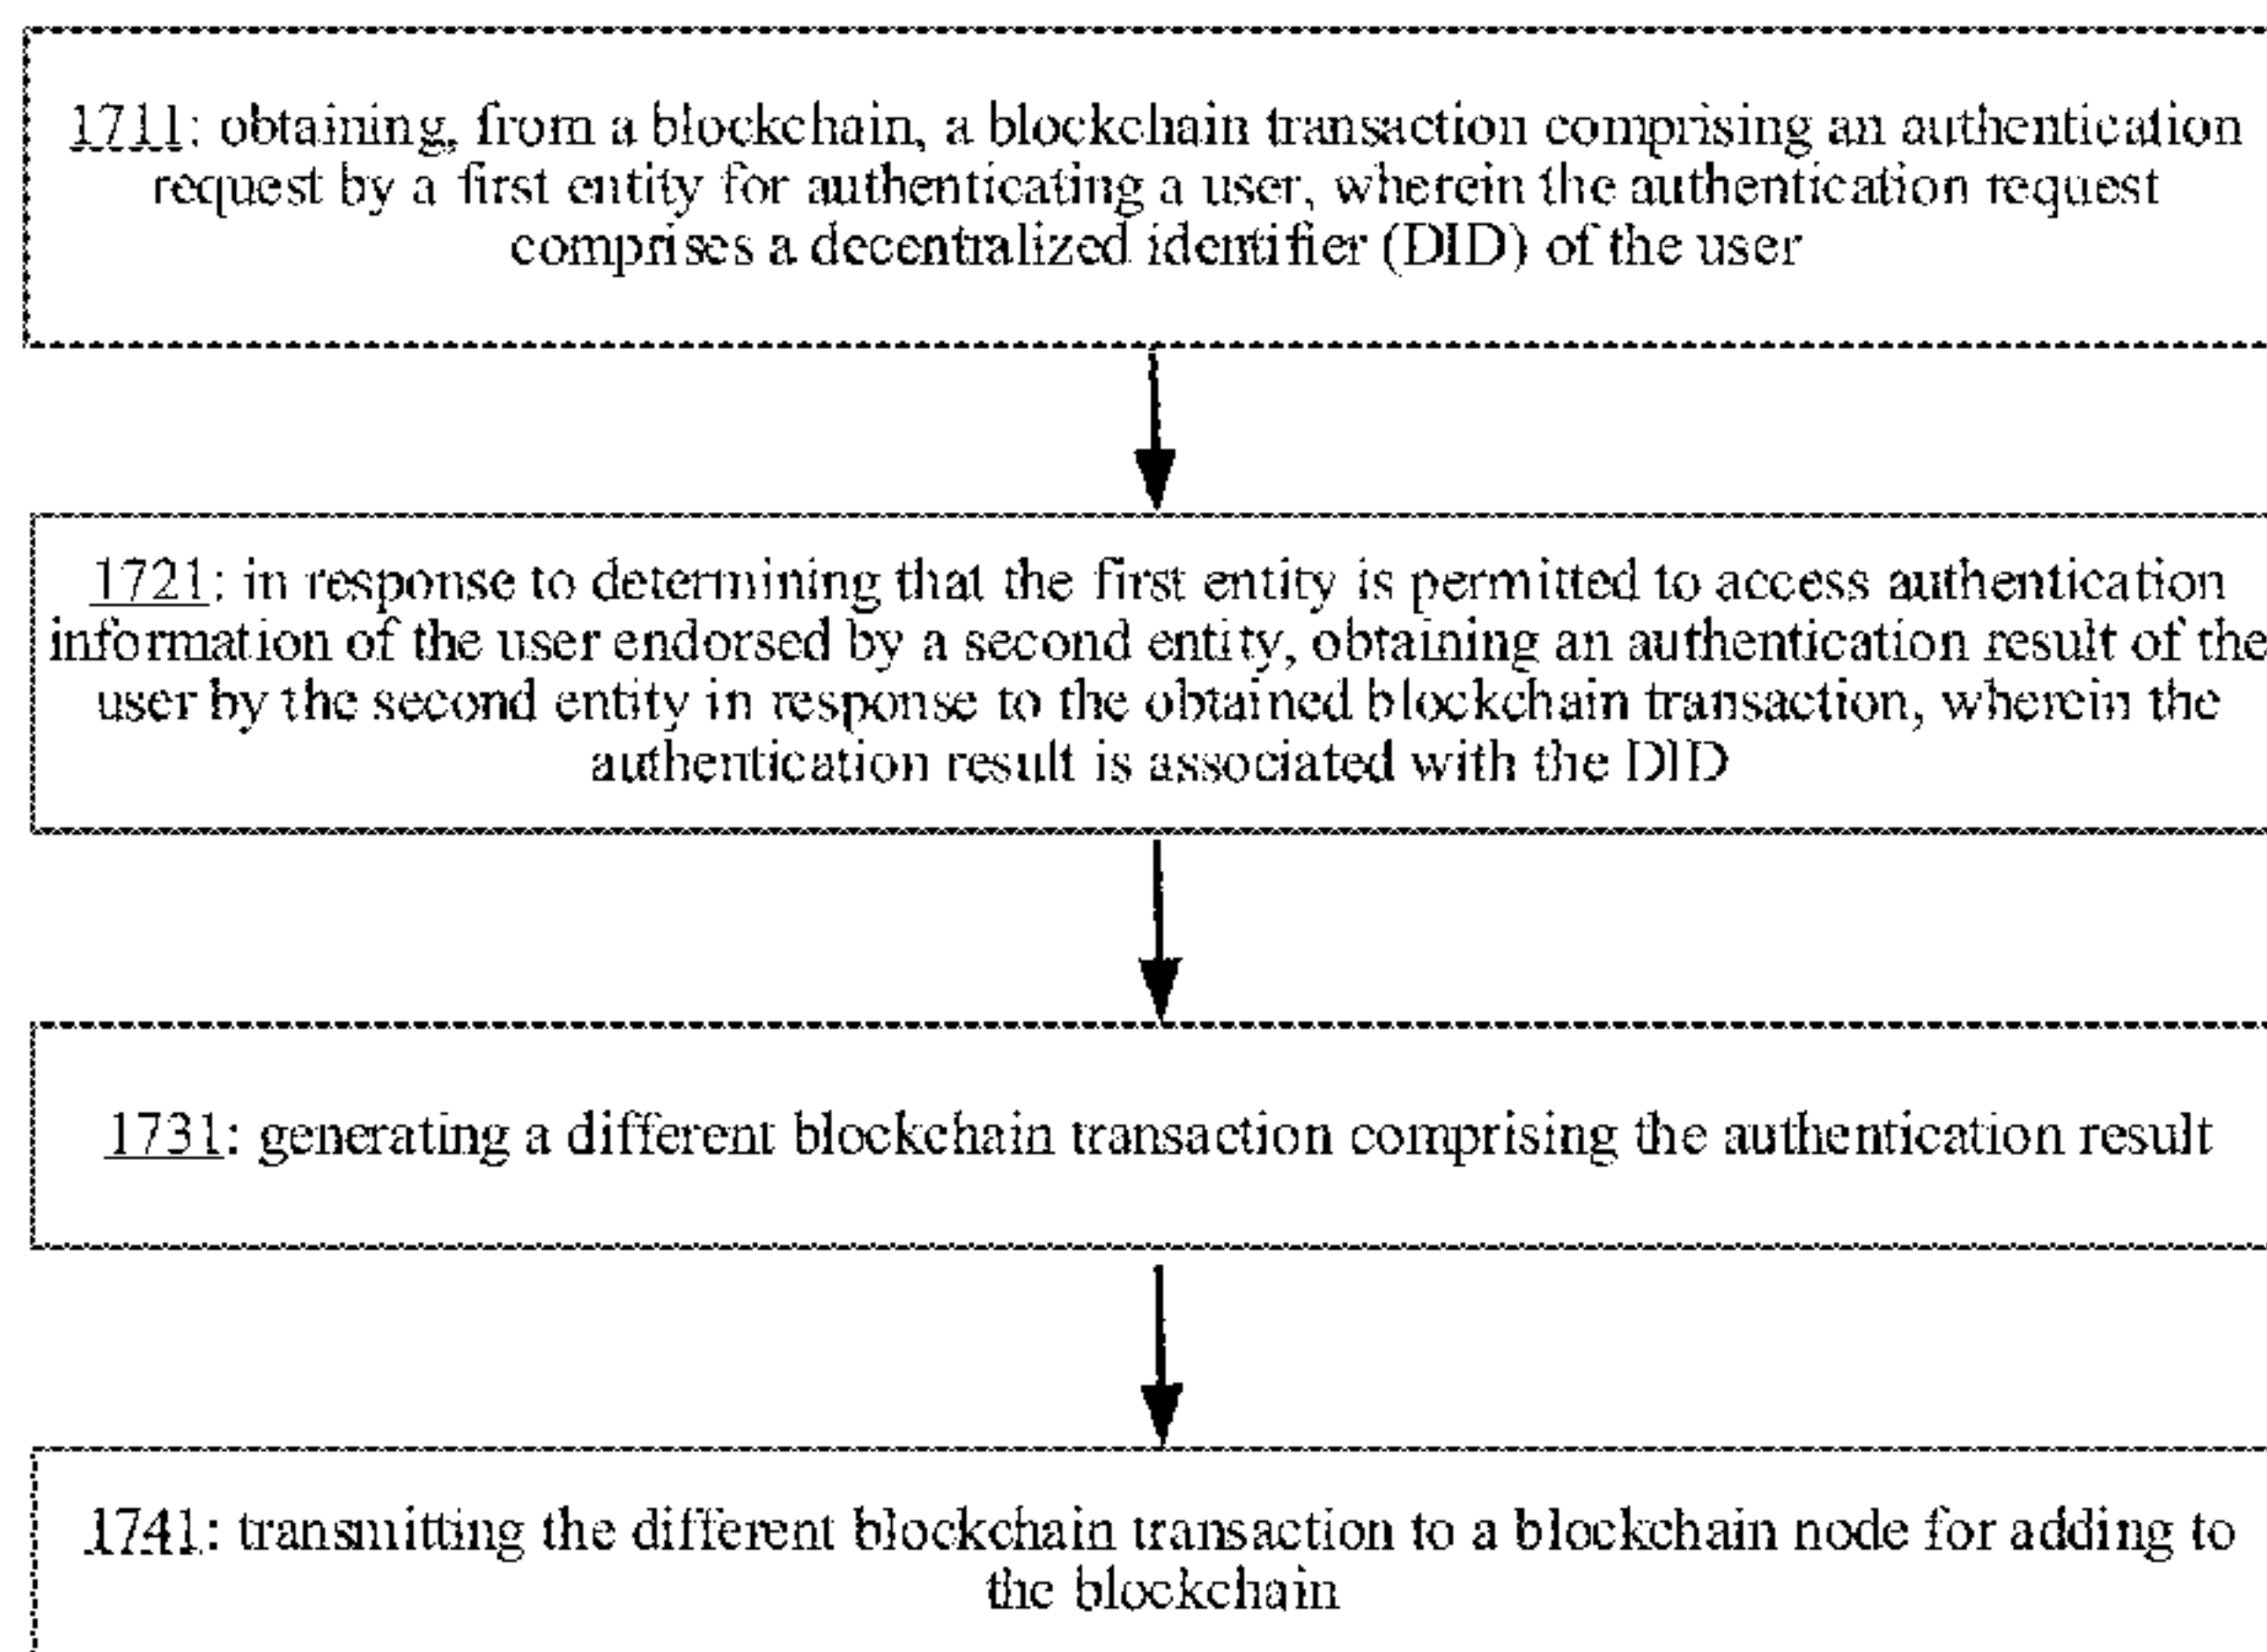 1711: obtaining, from a blockchain, a blockchain transaction comprising an authentication
request by a first entity for authenticating a user, wherein the authentication request
comprises a decentralized identifier (DID) of the user
1721: in response to determining that the first entity is permitted to access authentication
information of the user endorsed by a second entity, obtaining an authentication result of the
user by the second entity in response to the obtained blockchain transaction, wherein the
authentication result is associated with the DID
1731: generating a different blockchain transaction comprising the authentication result
1741: transmitting the different blockchain transaction to a blockchain node for adding to
the blockchain